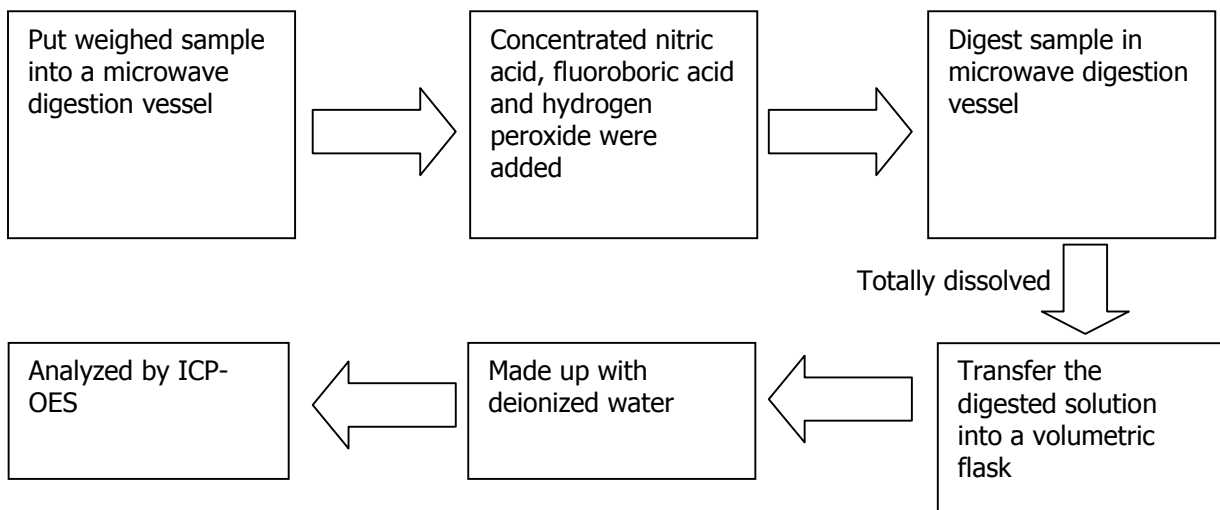 Put weighed sample
into a microwave
digestion vessel
Concentrated nitric
acid, fluoroboric acid
and hydrogen
peroxide were
added
Digest sample in
microwave digestion
vessel
Totally dissolved
Transfer the
digested solution
into a volumetric
flask
Made up with
deionized water
Analyzed by ICP-
OES